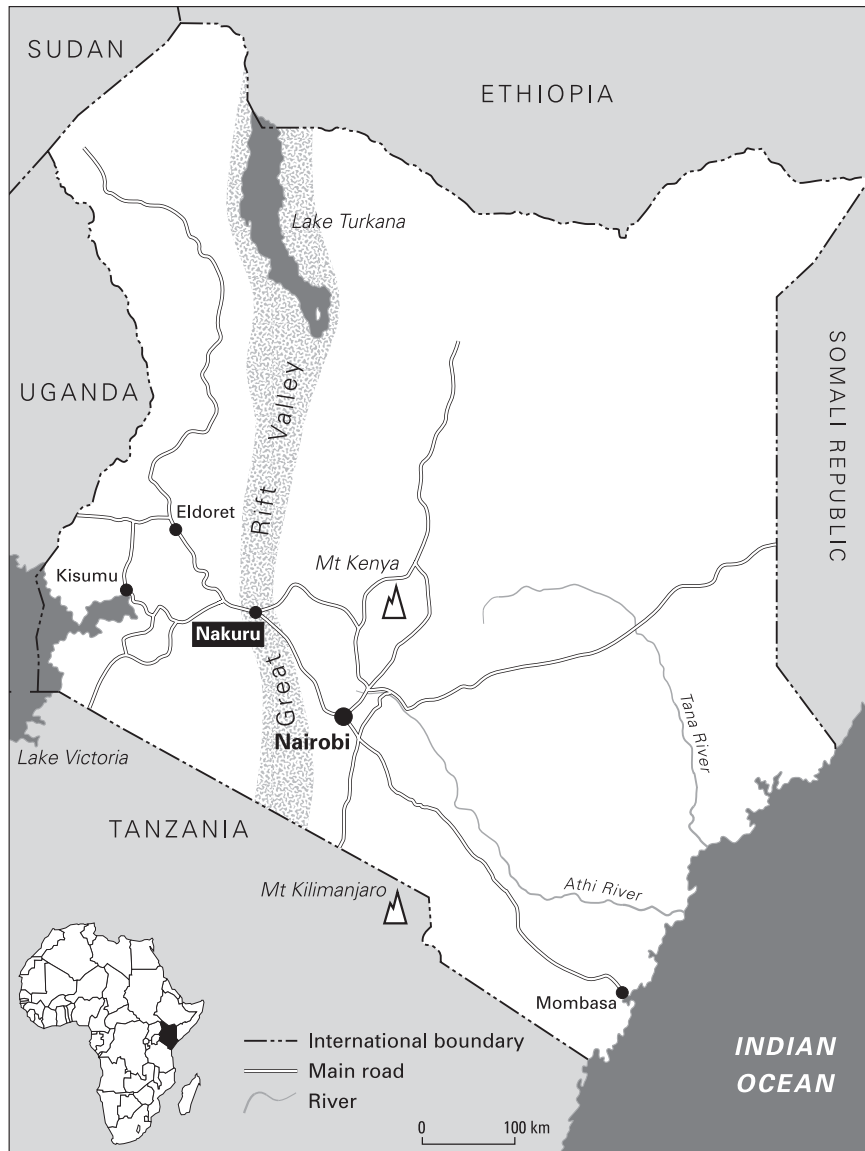 SUDAN
ETHIOPIA
Lake Turkana
UGANDA
SOMALI REPUBLIC
Great Rift Valley
Eldoret
Mt Kenya
Kisumu
Nakuru
Nairobi
Tana River
Lake Victoria
TANZANIA
Mt Kilimanjaro
Athi River
Mombasa
International boundary
Main road
River
INDIAN
OCEAN
0 100 km